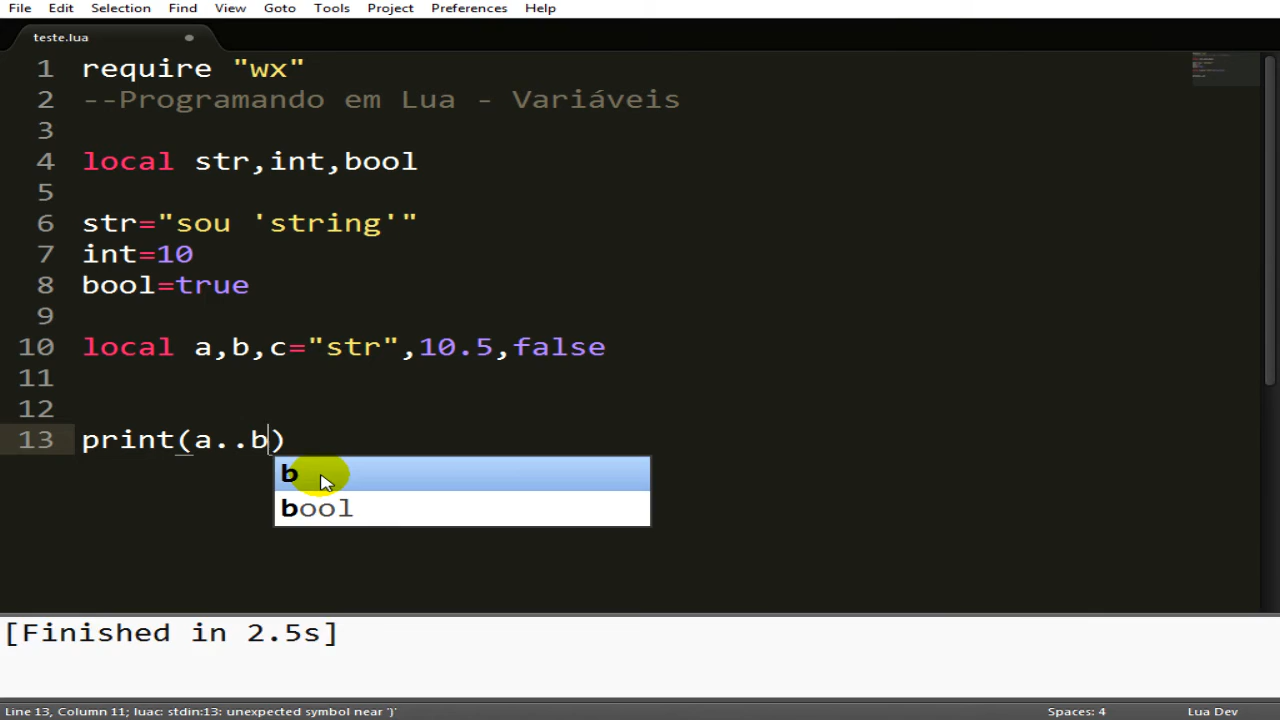 File Edit Selection Find View Goto Tools Project Preferences Help
teste.lua
1 require "wx"
2 --Programando em Lua - Variáveis
3
4 local str,int,bool
5
6 str="sou 'string'"
7 int=10
8 bool=true
9
10 local a,b,c="str",10.5,false
11
12
13 print(a..b)
b
bool
[Finished in 2.5s]
Line 13, Column 11; luac: stdin:13: unexpected symbol near ')' Spaces: 4 Lua Dev